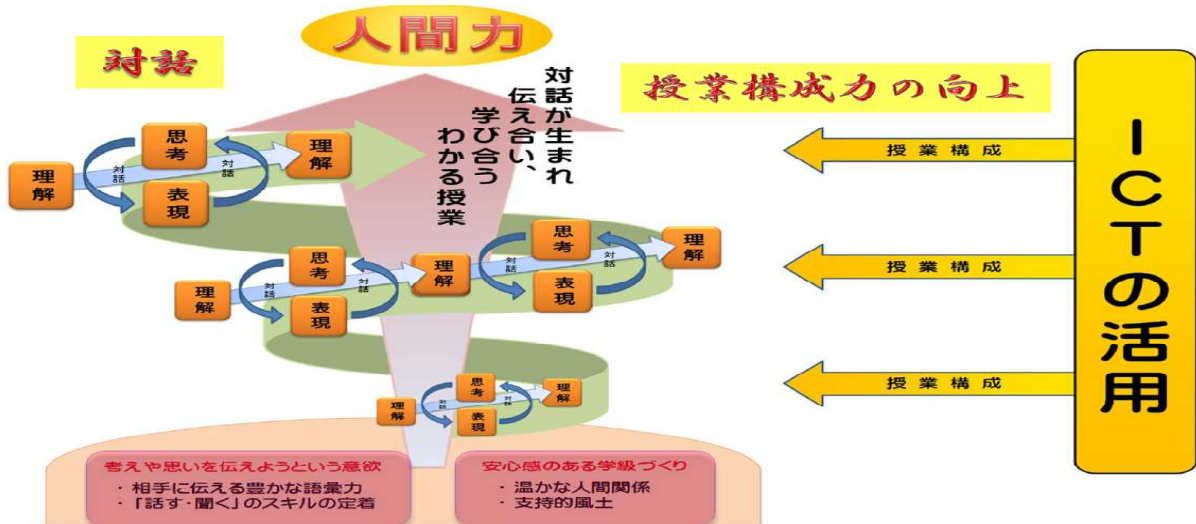 人間力
対話
授業構成力の向上
対話が生まれ
伝え合い、
学び合う
わかる授業
ICTの活用
授業構成
授業構成
授業構成
理解
対話
思考
表現
対話
理解
理解
対話
思考
表現
対話
理解
対話
思考
表現
対話
理解
理解
対話
思考
表現
対話
理解
考えや思いを伝えようという意欲
・相手に伝える豊かな語彙力
・「話す・聞く」のスキルの定着
安心感のある学級づくり
・温かな人間関係
・支持的風土